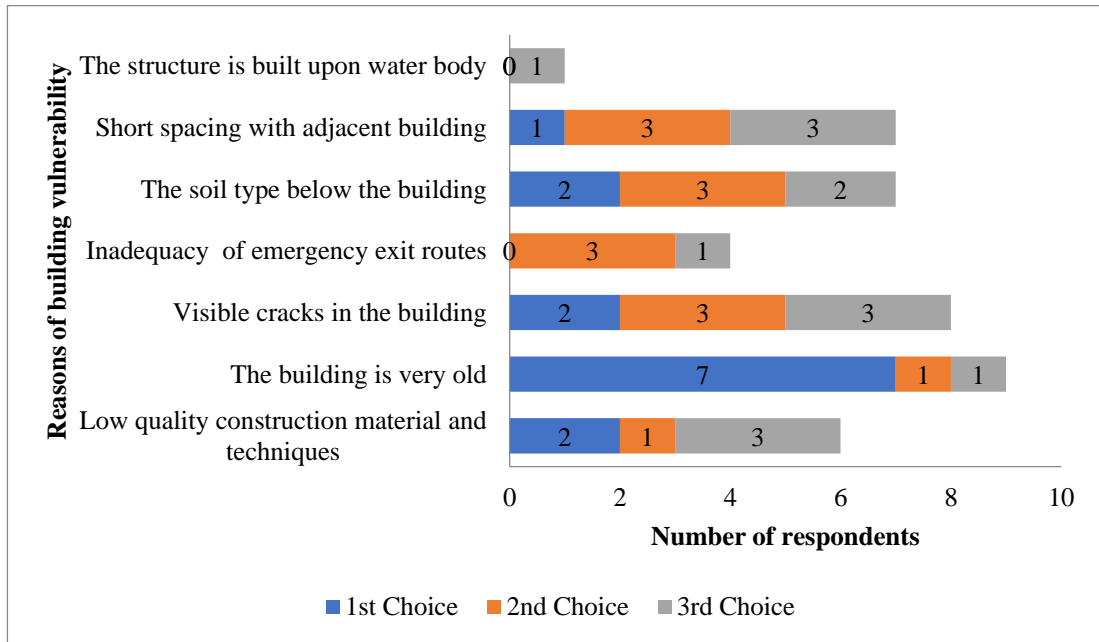 Reasons of building vulnerability
The structure is built upon water body
0 1
Short spacing with adjacent building
1 3 3
The soil type below the building
2 3 2
Inadequacy of emergency exit routes
0 3 1
Visible cracks in the building
2 3 3
The building is very old
7 1 1
Low quality construction material and
techniques
2 1 3
0 2 4 6 8 10
Number of respondents
1st Choice 2nd Choice 3rd Choice